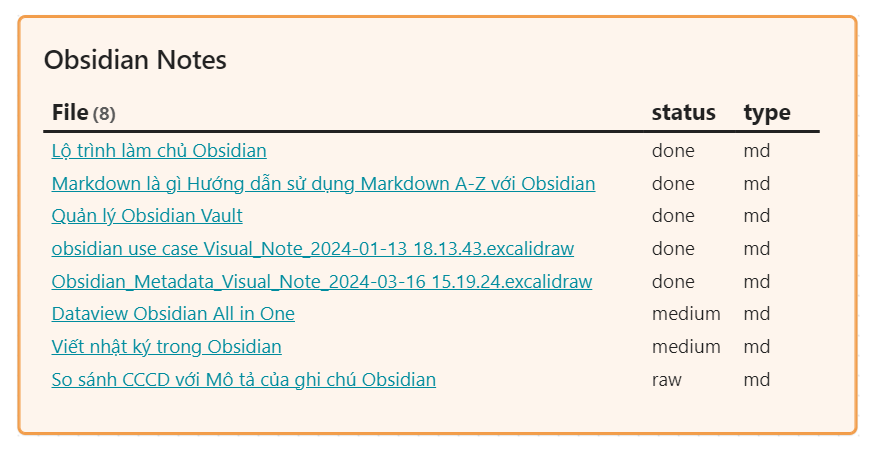 Obsidian Notes
File (8) status type
Lộ trình làm chủ Obsidian done md
Markdown là gì Hướng dẫn sử dụng Markdown A-Z với Obsidian done md
Quản lý Obsidian Vault done md
obsidian use case Visual_Note_2024-01-13 18.13.43.excalidraw done md
Obsidian_Metadata_Visual_Note_2024-03-16 15.19.24.excalidraw done md
Dataview Obsidian All in One medium md
Viết nhật ký trong Obsidian medium md
So sánh CCCD với Mô tả của ghi chú Obsidian raw md